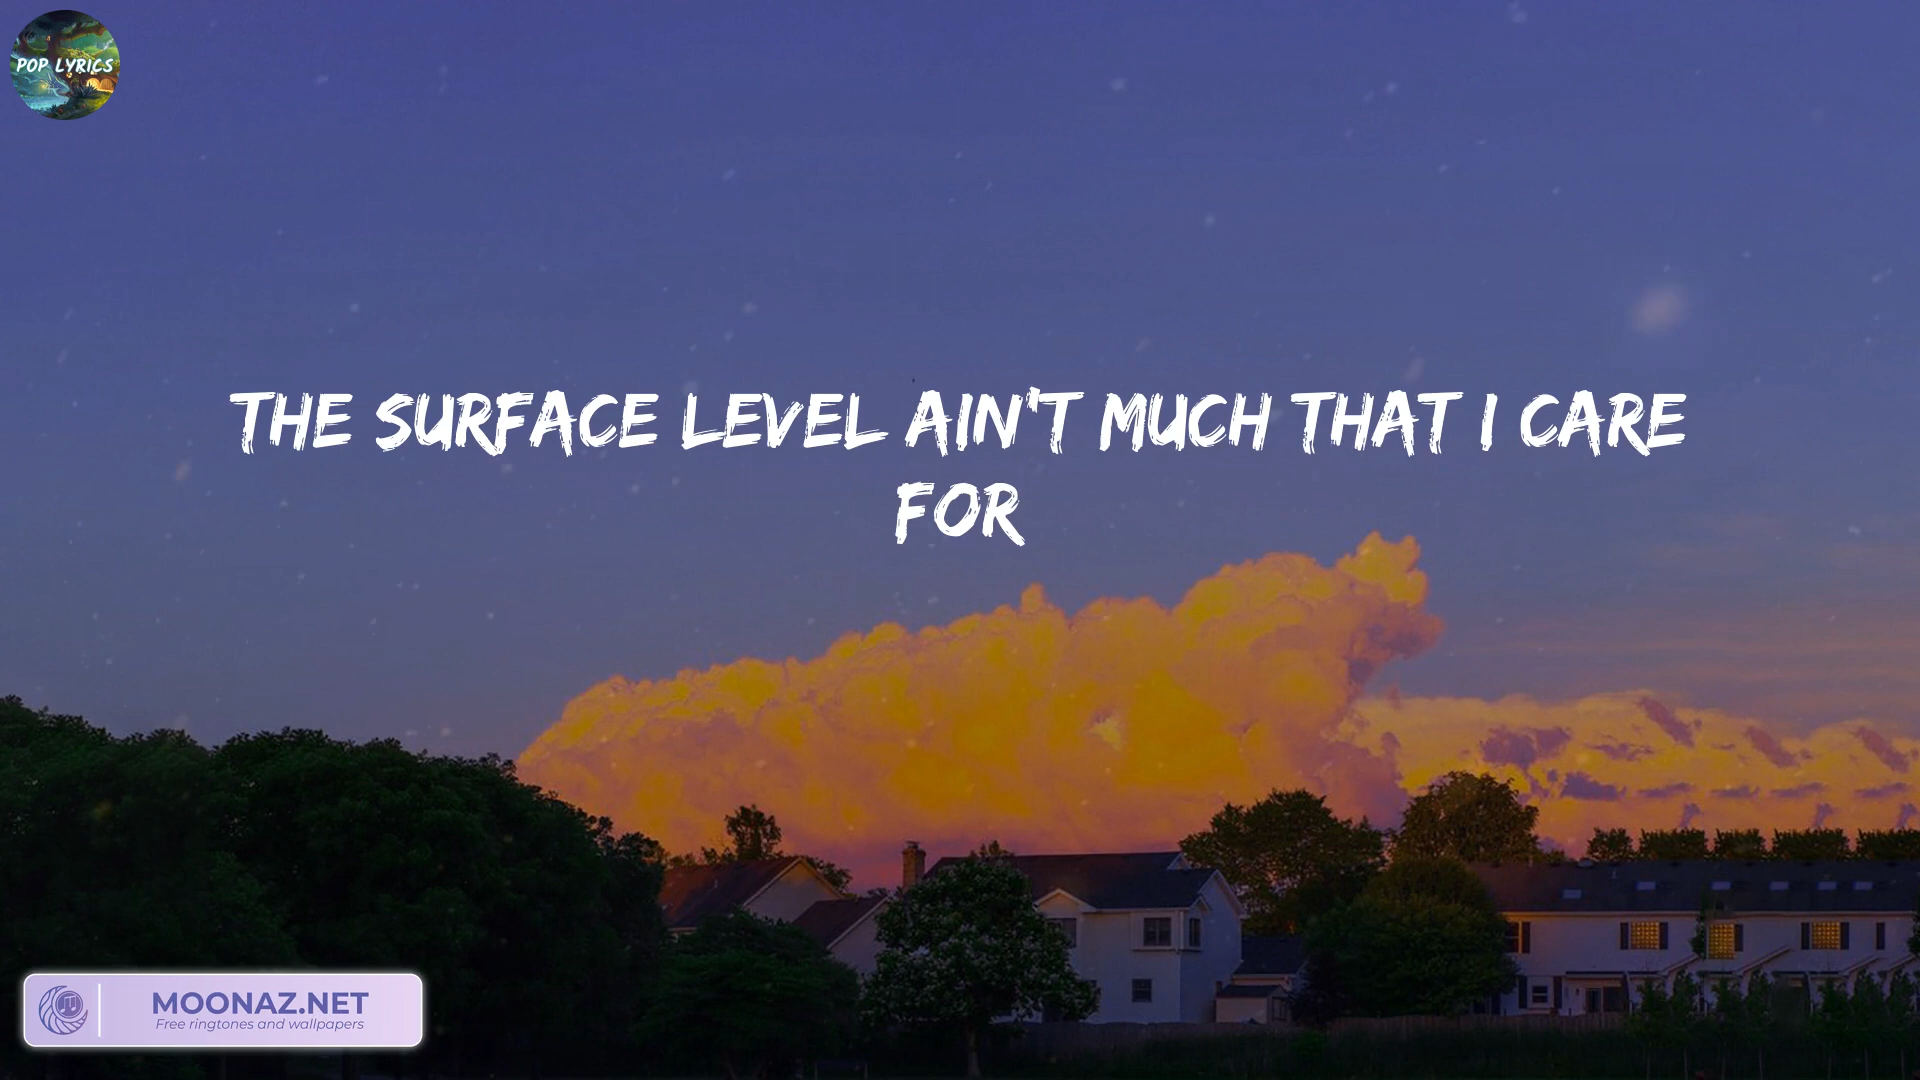 POP LYRICS
THE SURFACE LEVEL AIN'T MUCH THAT I CARE
FOR
MOONAZ.NET
Free ringtones and wallpapers